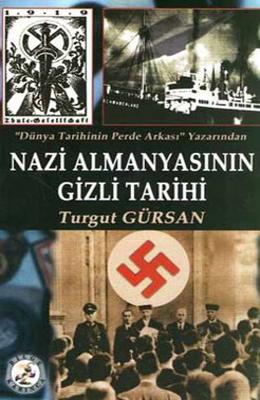 1919
Thule-Gesellschaft
"Dünya Tarihinin Perde Arkası" Yazarından
NAZİ ALMANYASININ
GİZLİ TARİHİ
Turgut GÜRSAN